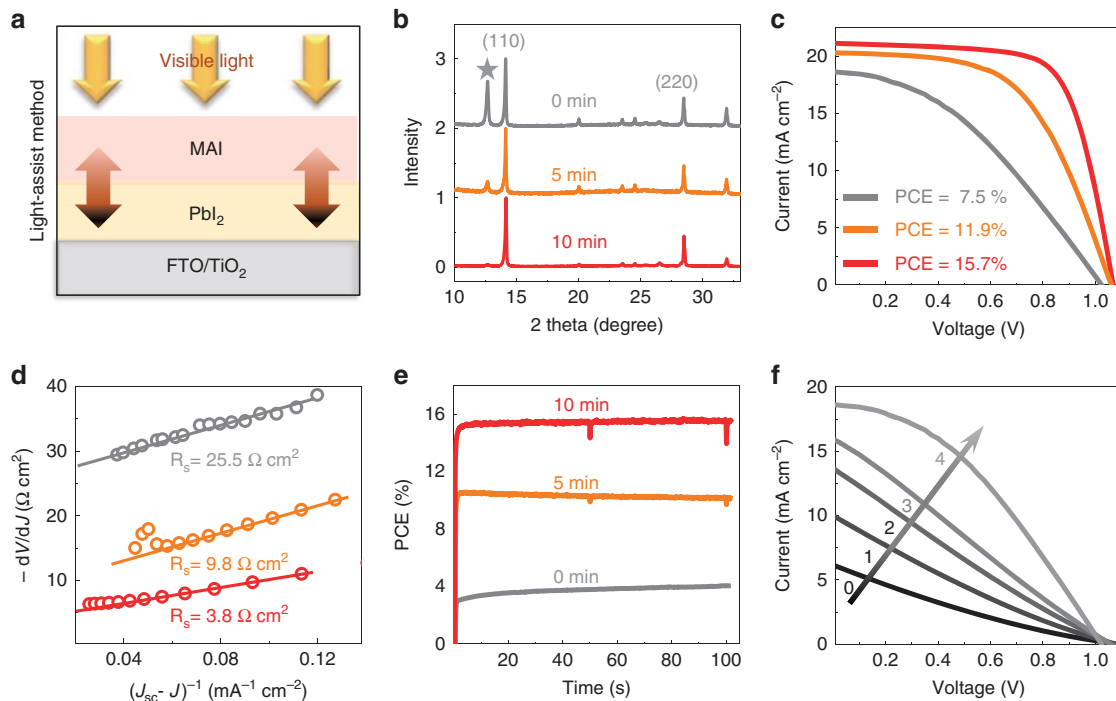 a
Light-assist method
Visible light
MAI
PbI₂
FTO/TiO₂
b
Intensity
3
2
1
0
(110)
(220)
0 min
5 min
10 min
10 15 20 25 30
2 theta (degree)
c
Current (mA cm⁻²)
20
15
10
5
0
PCE = 7.5 %
PCE = 11.9%
PCE = 15.7%
0.2 0.4 0.6 0.8 1.0
Voltage (V)
d
– dV/dJ (Ω cm²)
40
30
20
10
Rₛ= 25.5 Ω cm²
Rₛ= 9.8 Ω cm²
Rₛ= 3.8 Ω cm²
0.04 0.08 0.12
(Jsc- J)⁻¹ (mA⁻¹ cm⁻²)
e
PCE (%)
16
12
8
4
0
10 min
5 min
0 min
20 40 60 80 100
Time (s)
f
Current (mA cm⁻²)
20
15
10
5
0
4
3
2
1
0
0.2 0.4 0.6 0.8 1.0
Voltage (V)